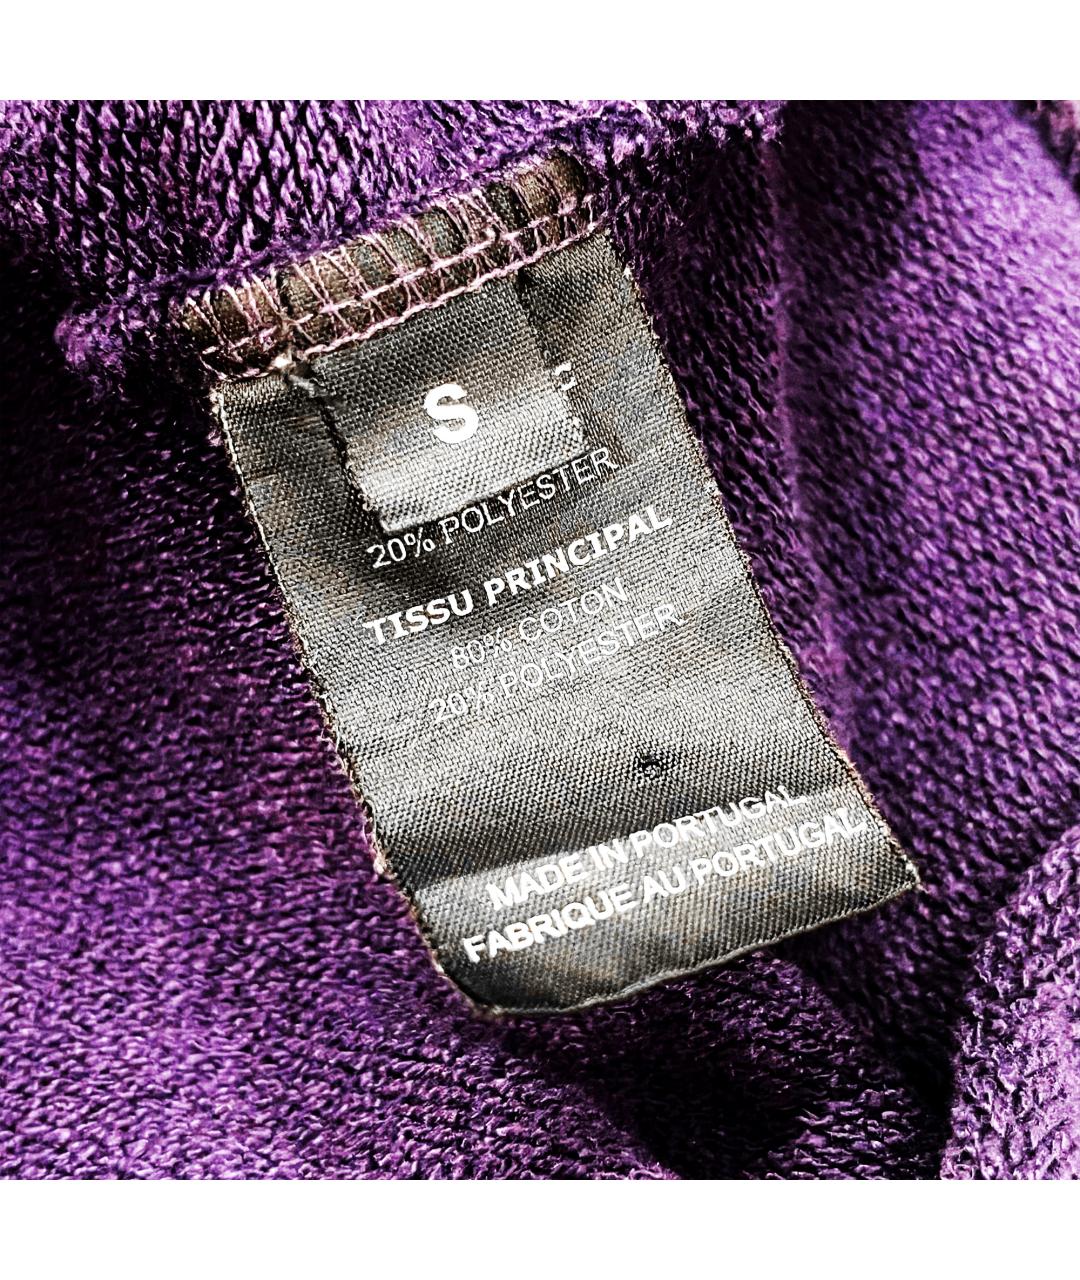 S
20% POLYESTER
TISSU PRINCIPAL
80% COTON
20% POLYESTER
MADE IN PORTUGAL
FABRIQUE AU PORTUGAL